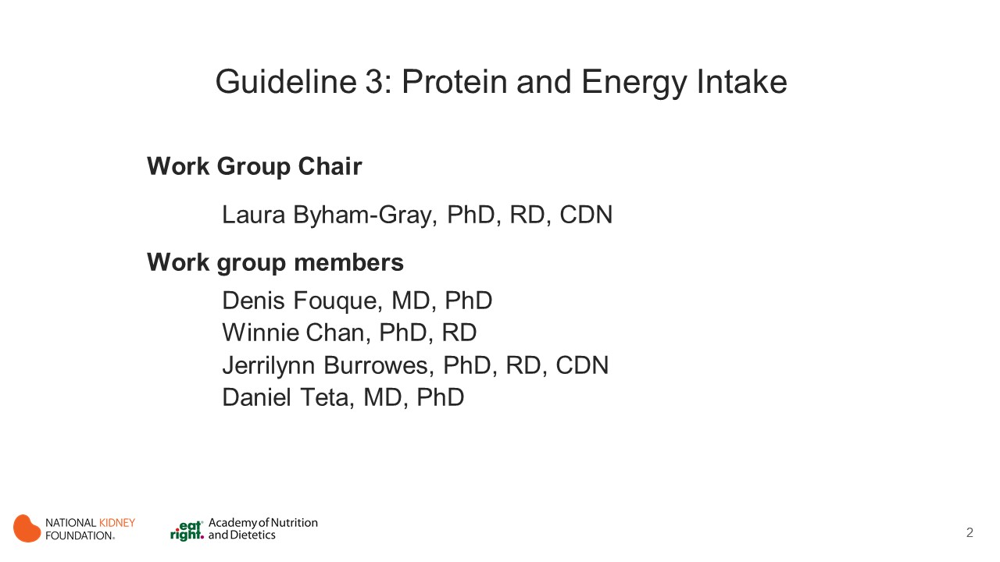 Guideline 3: Protein and Energy Intake
Work Group Chair
Laura Byham-Gray, PhD, RD, CDN
Work group members
Denis Fouque, MD, PhD
Winnie Chan, PhD, RD
Jerrilynn Burrowes, PhD, RD, CDN
Daniel Teta, MD, PhD
NATIONAL KIDNEY
FOUNDATION®
eat
right.
Academy of Nutrition
and Dietetics
2